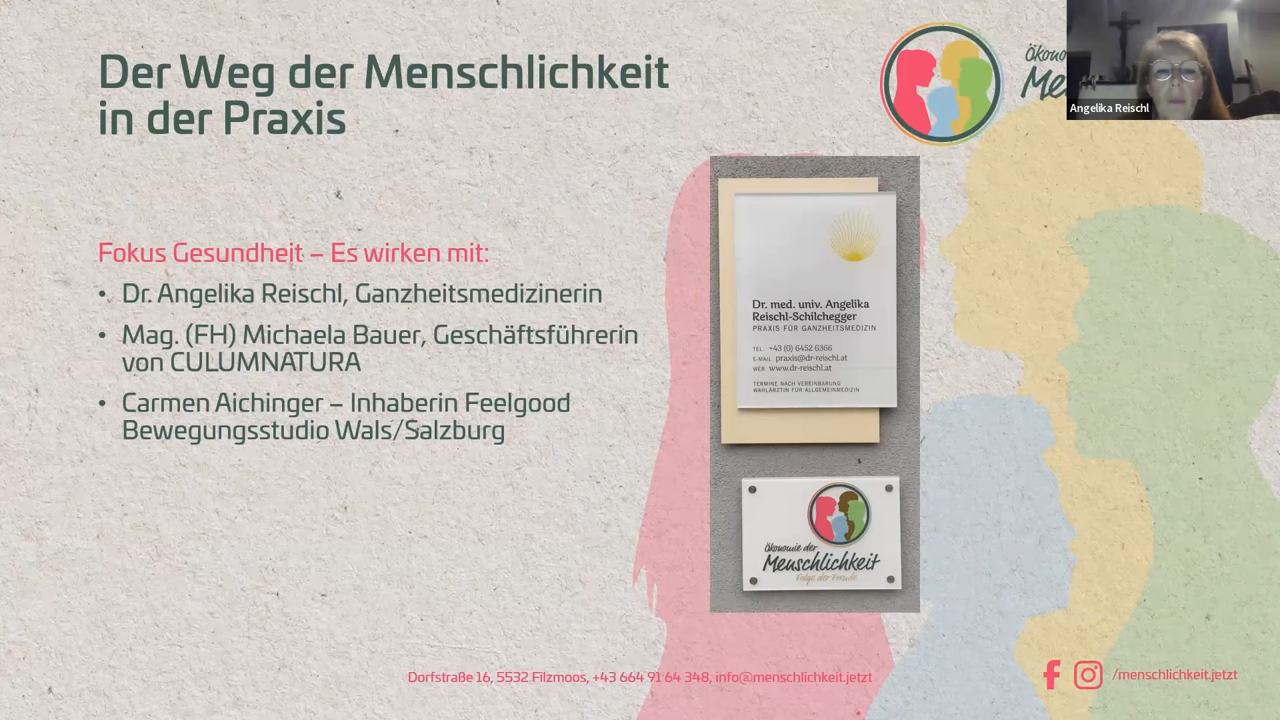 Der Weg der Menschlichkeit
in der Praxis
Ökono
Me
Angelika Reischl
Fokus Gesundheit – Es wirken mit:
• Dr. Angelika Reischl, Ganzheitsmedizinerin
• Mag. (FH) Michaela Bauer, Geschäftsführerin
von CULUMNATURA
• Carmen Aichinger – Inhaberin Feelgood
Bewegungsstudio Wals/Salzburg
Dr. med. univ. Angelika
Reischl-Schilchegger
PRAXIS FÜR GANZHEITSMEDIZIN
TEL. +43 (0) 6452 6366
E-MAIL praxis@dr-reischl.at
WEB www.dr-reischl.at
TERMINE NACH VEREINBARUNG
WAHLÄRZTIN FÜR ALLGEMEINMEDIZIN
Ökonomie der
Menschlichkeit
Folge der Freude
Dorfstraße 16, 5532 Filzmoos, +43 664 91 64 348, info@menschlichkeit.jetzt
/menschlichkeit.jetzt